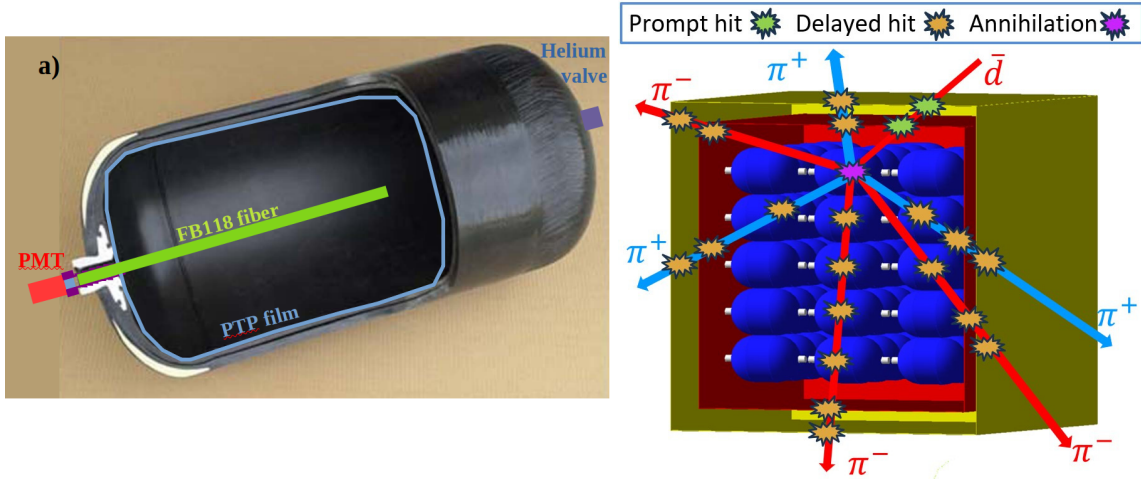 a)
Helium
valve
FB118 fiber
PMT
PTP film
Prompt hit Delayed hit Annihilation
π⁺
d̄
π⁻
π⁺
π⁺
π⁻
π⁻